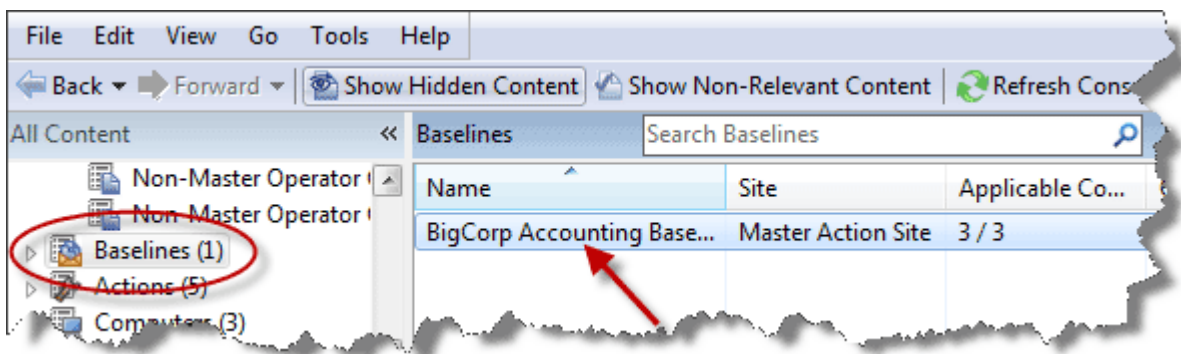 File Edit View Go Tools Help
Back Forward Show Hidden Content Show Non-Relevant Content Refresh Cons
All Content « Baselines Search Baselines
Non-Master Operator
Non-Master Operator
Baselines (1)
Actions (5)
Computers (3)
Name Site Applicable Co...
BigCorp Accounting Base... Master Action Site 3 / 3